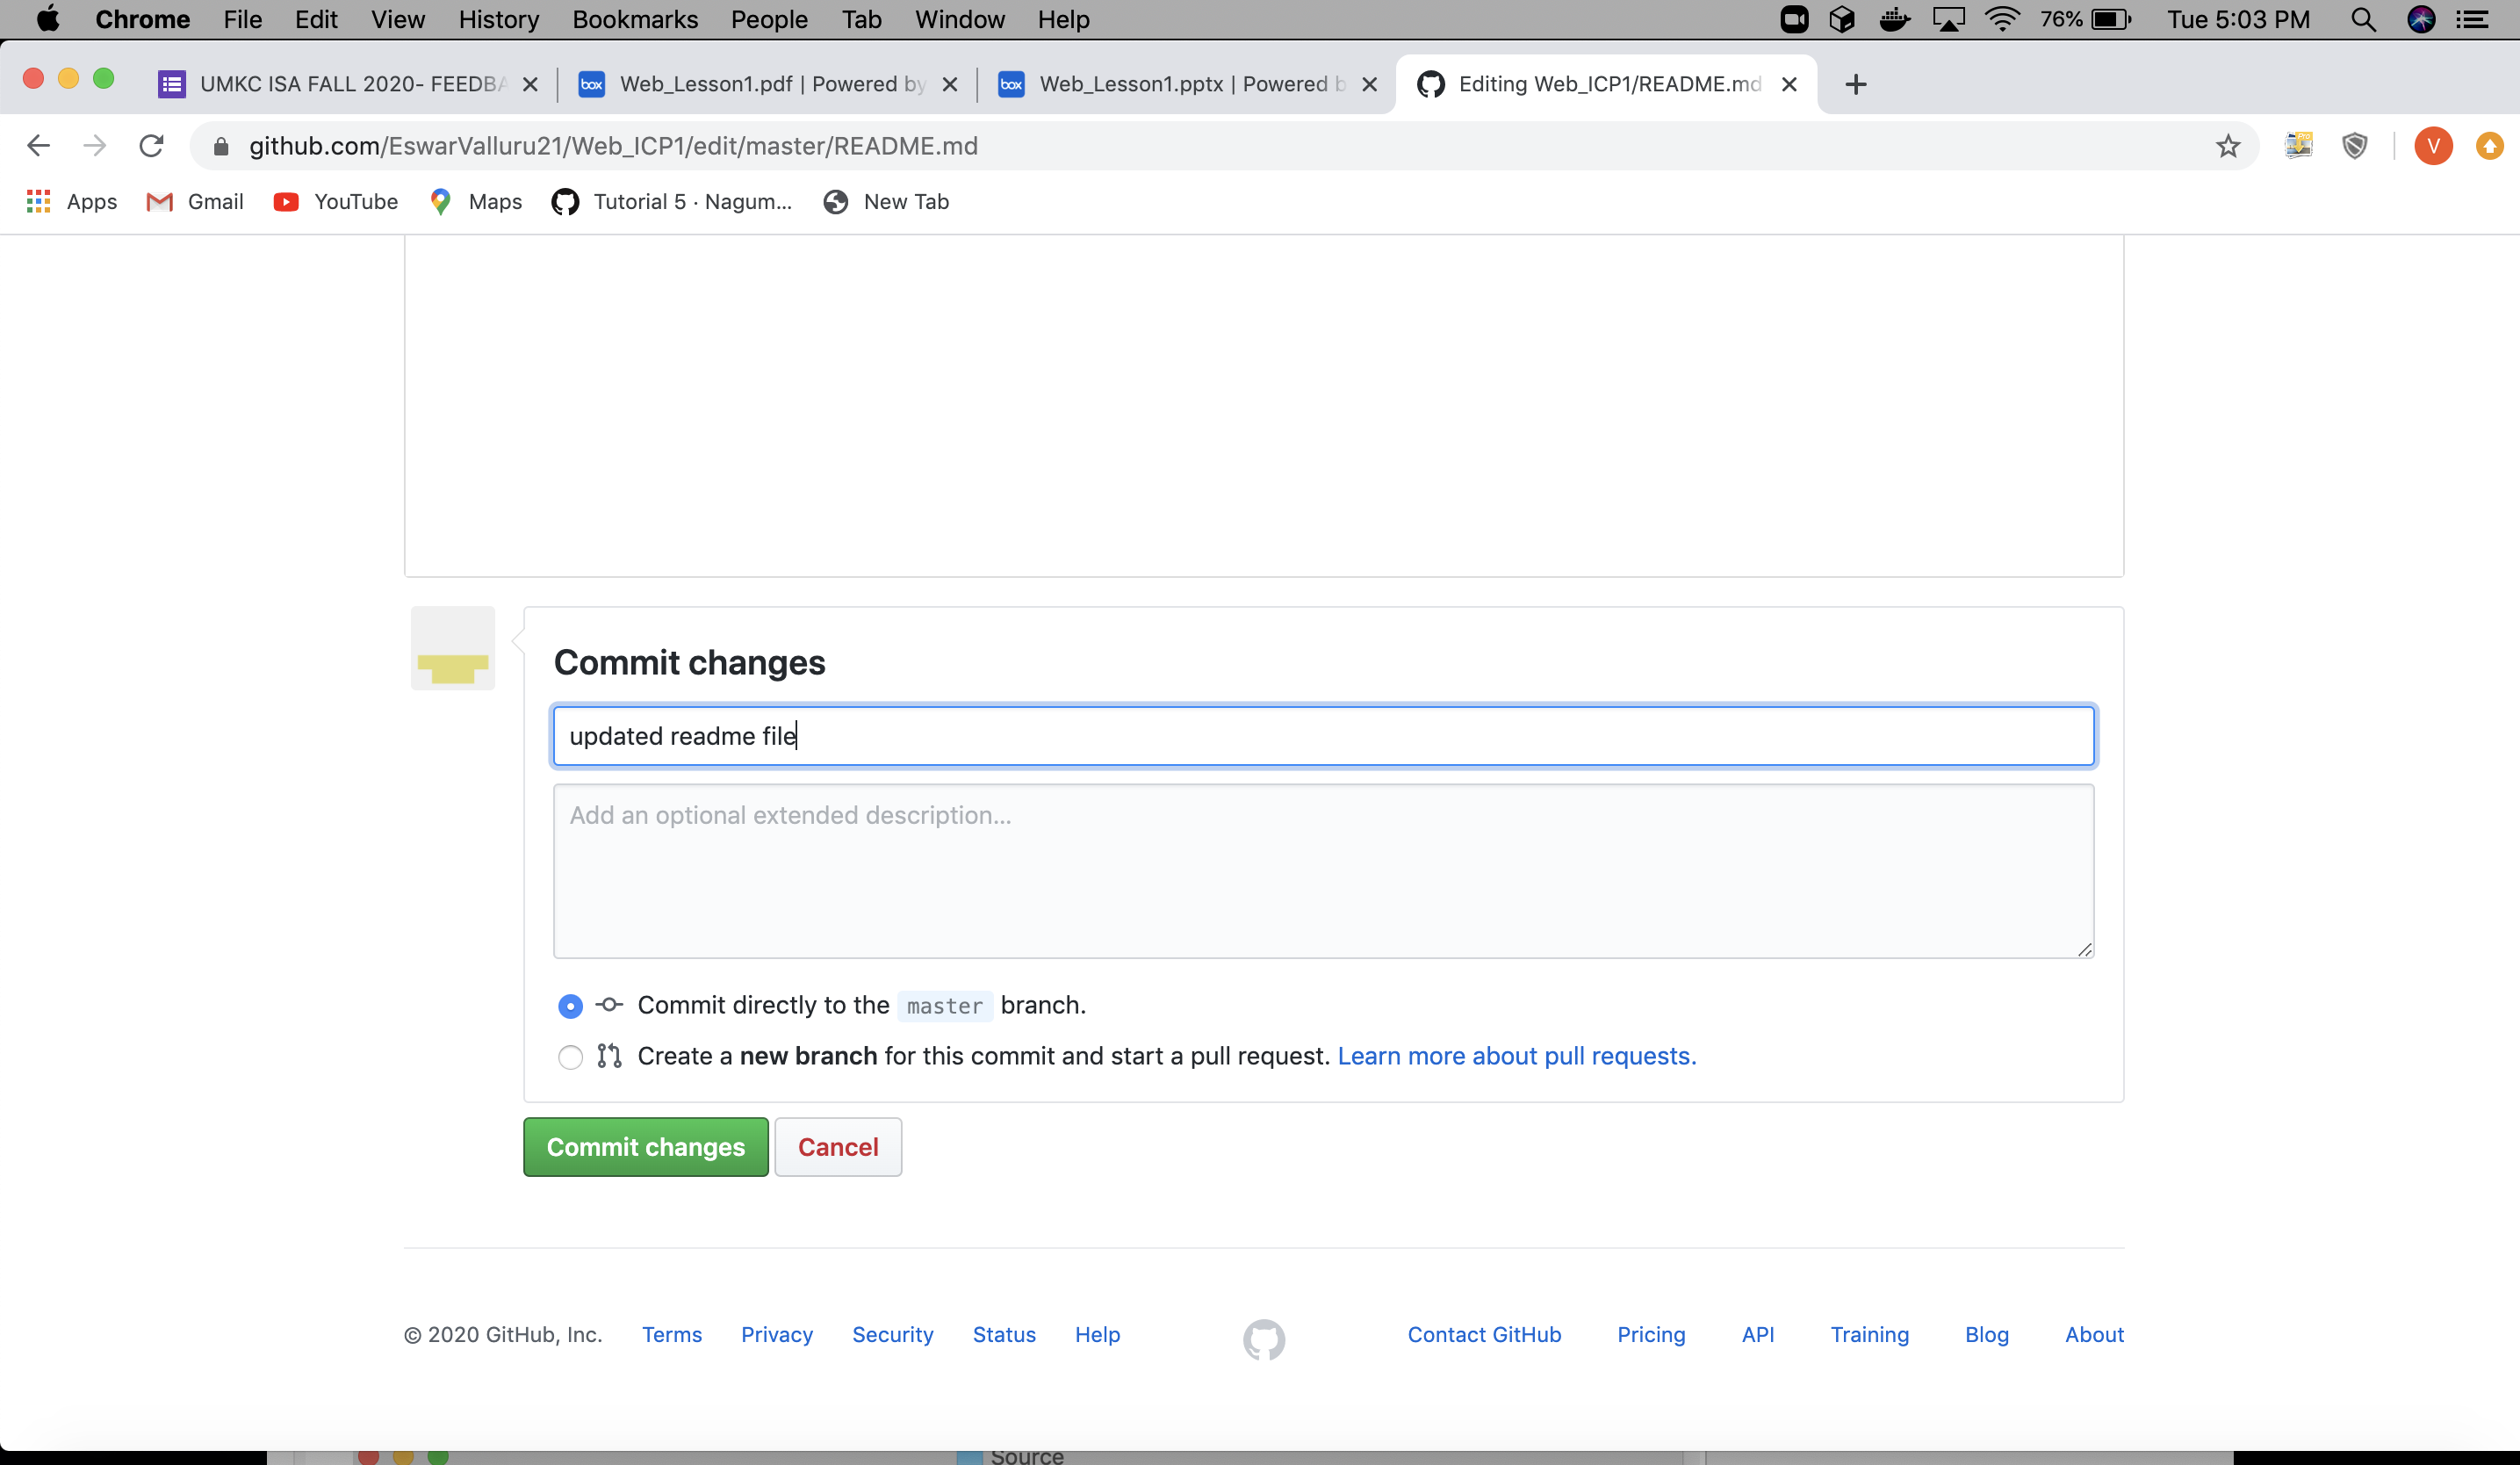 Chrome File Edit View History Bookmarks People Tab Window Help 76% Tue 5:03 PM
UMKC ISA FALL 2020- FEEDBA box Web_Lesson1.pdf | Powered by box Web_Lesson1.pptx | Powered b Editing Web_ICP1/README.md
github.com/EswarValluru21/Web_ICP1/edit/master/README.md V
Apps Gmail YouTube Maps Tutorial 5 · Nagum... New Tab
Commit changes
updated readme file
Add an optional extended description...
Commit directly to the master branch.
Create a new branch for this commit and start a pull request. Learn more about pull requests.
Commit changes Cancel
© 2020 GitHub, Inc. Terms Privacy Security Status Help Contact GitHub Pricing API Training Blog About
Source